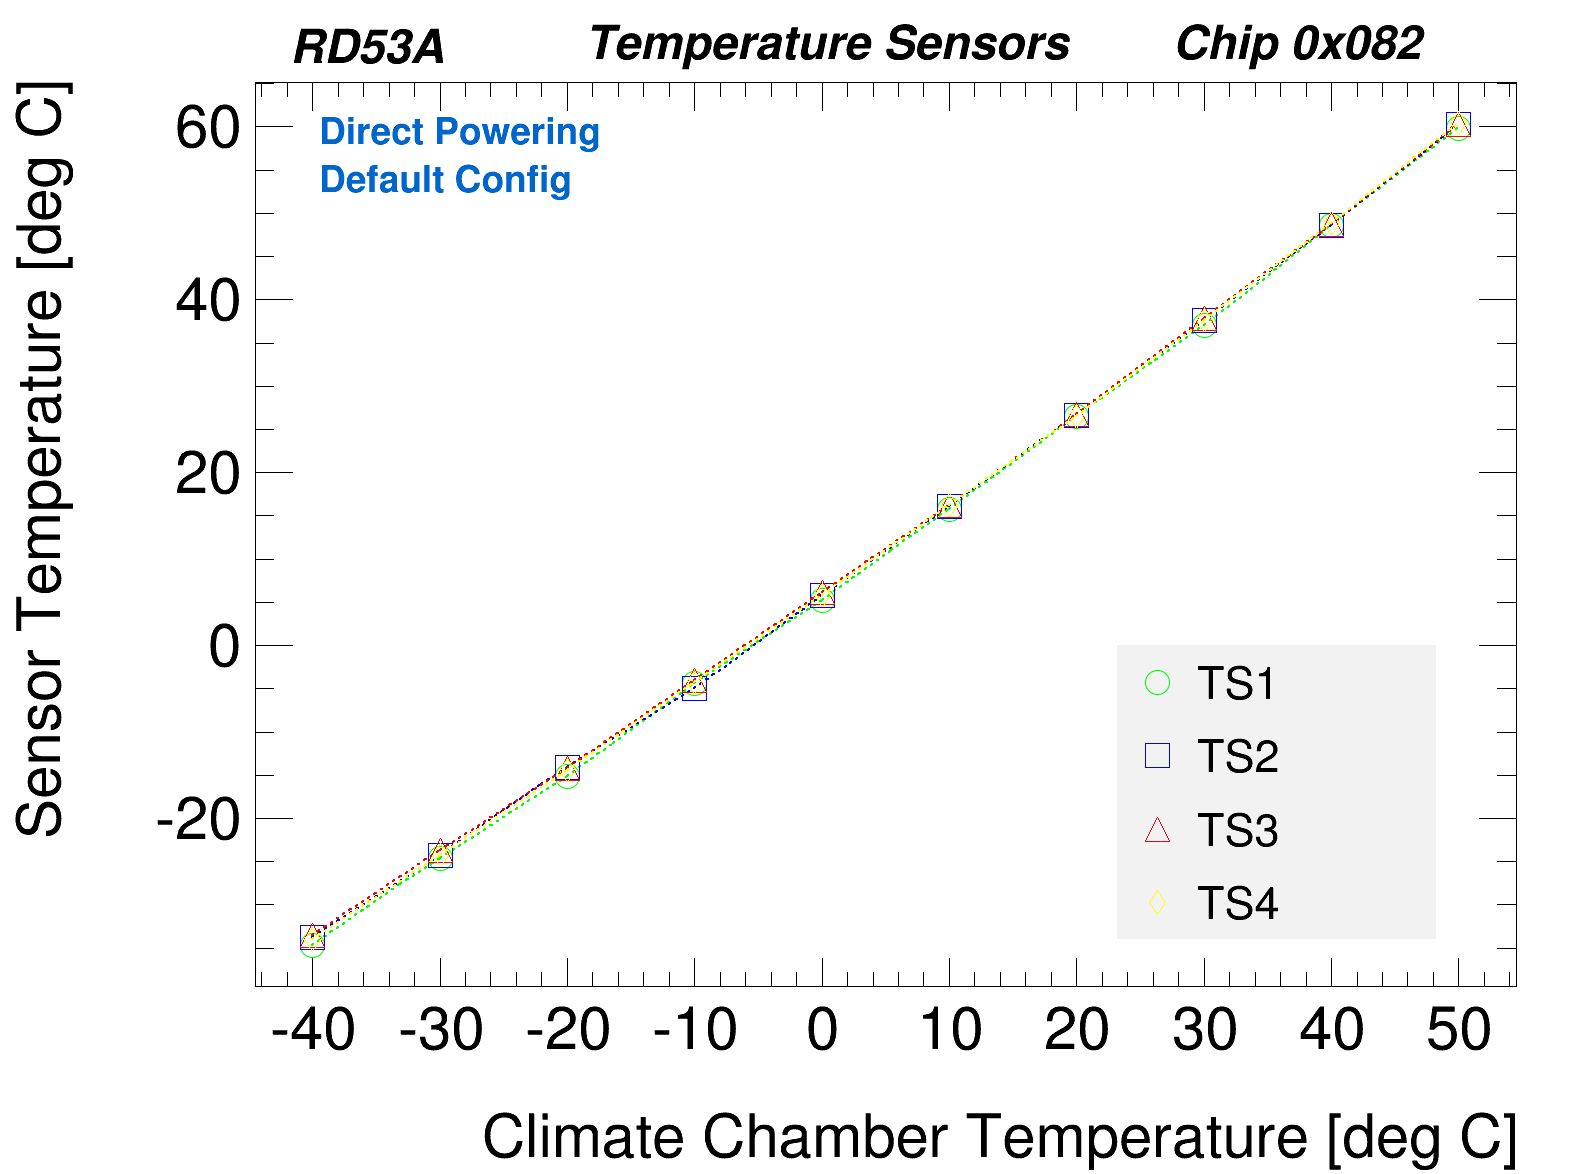 RD53A Temperature Sensors Chip 0x082
Direct Powering
Default Config
Sensor Temperature [deg C]
60
40
20
0
-20
TS1
TS2
TS3
TS4
-40 -30 -20 -10 0 10 20 30 40 50
Climate Chamber Temperature [deg C]